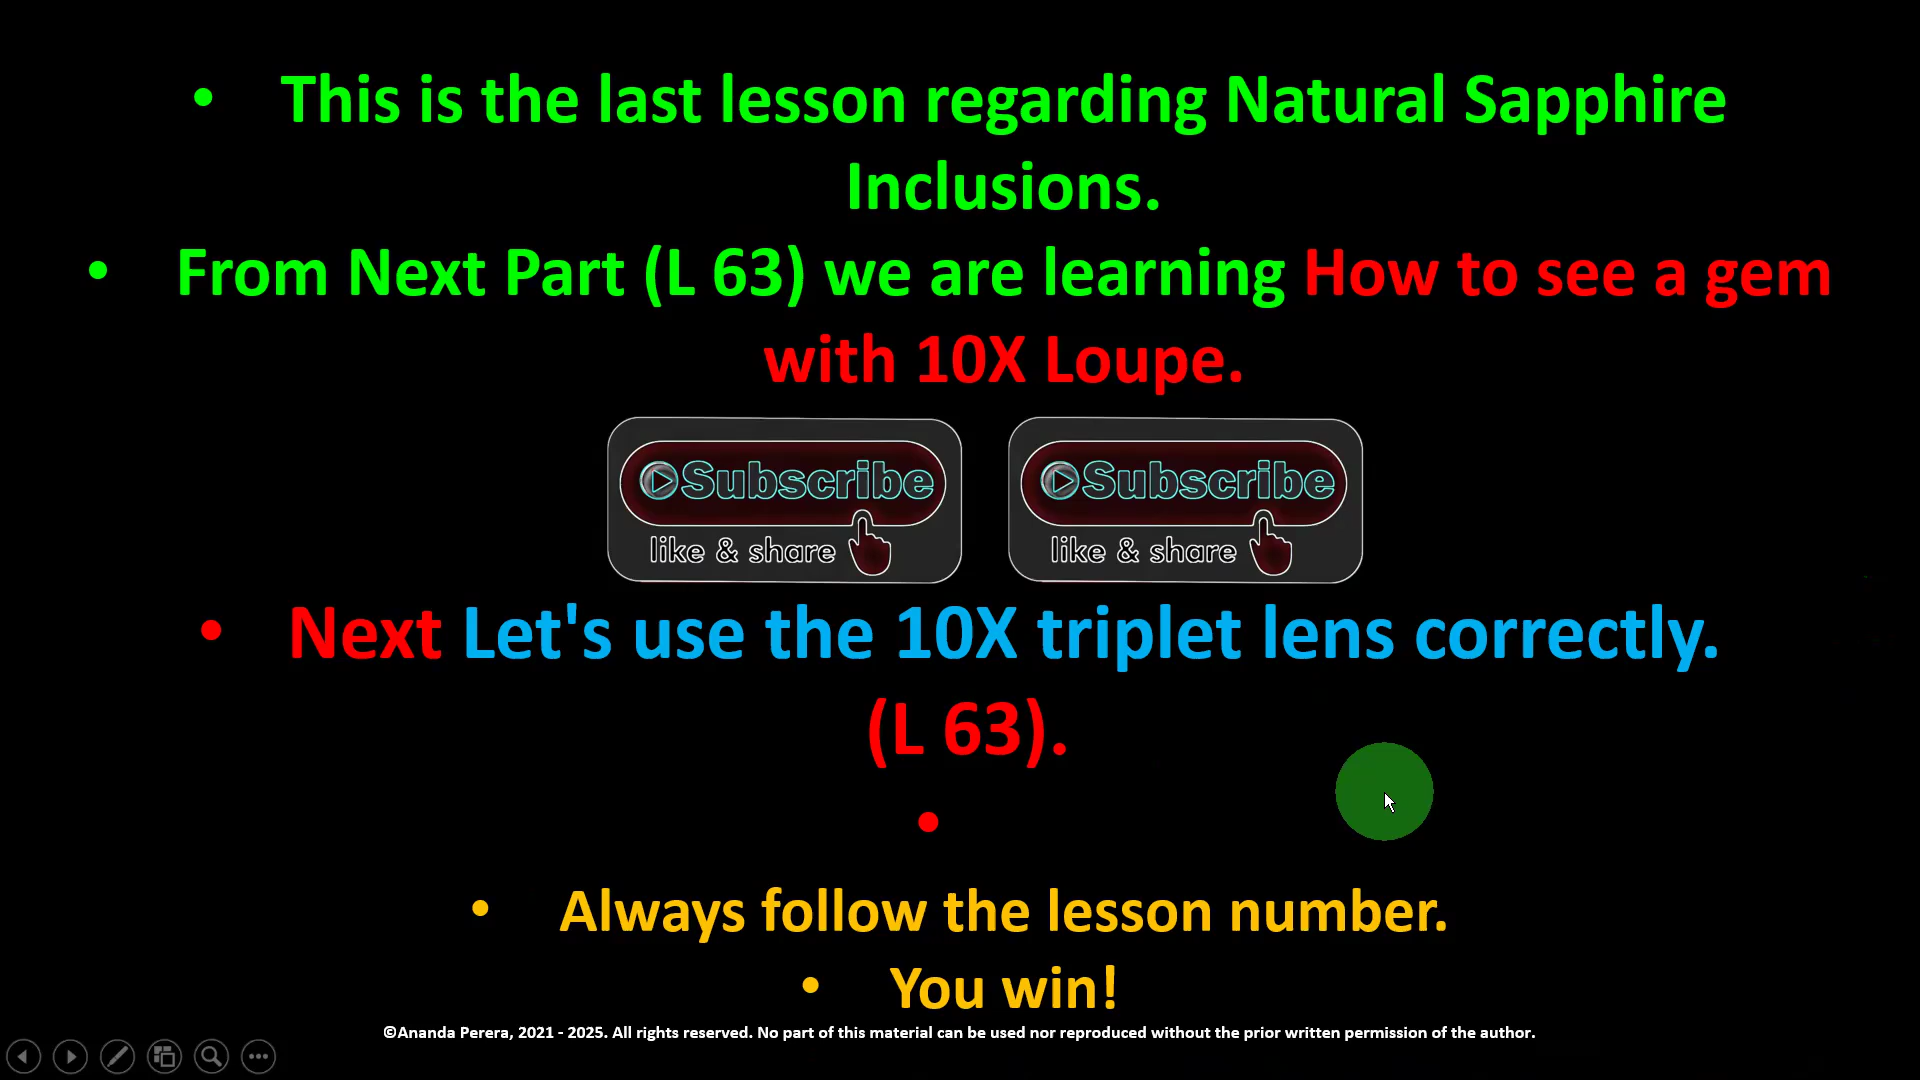 • This is the last lesson regarding Natural Sapphire
Inclusions.
• From Next Part (L 63) we are learning How to see a gem
with 10X Loupe.
Subscribe Subscribe
like & share like & share
• Next Let's use the 10X triplet lens correctly.
(L 63).
•
• Always follow the lesson number.
• You win!
©Ananda Perera, 2021 - 2025. All rights reserved. No part of this material can be used nor reproduced without the prior written permission of the author.